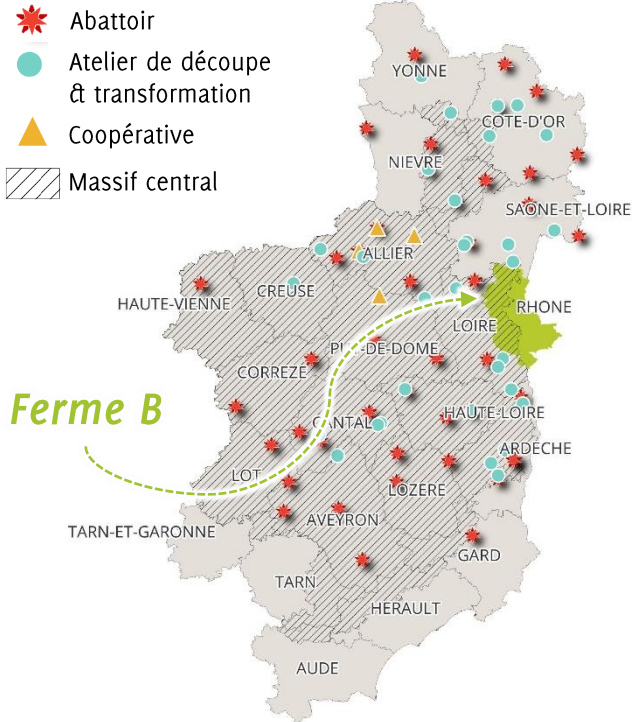 Abattoir
Atelier de découpe
& transformation
Coopérative
Massif central
YONNE
COTE-D'OR
NIEVRE
SAONE-ET-LOIRE
ALLIER
HAUTE-VIENNE
CREUSE
RHONE
LOIRE
PUY-DE-DOME
CORREZE
Ferme B
CANTAL
HAUTE-LOIRE
ARDECHE
LOT
LOZERE
AVEYRON
TARN-ET-GARONNE
GARD
TARN
HERAULT
AUDE